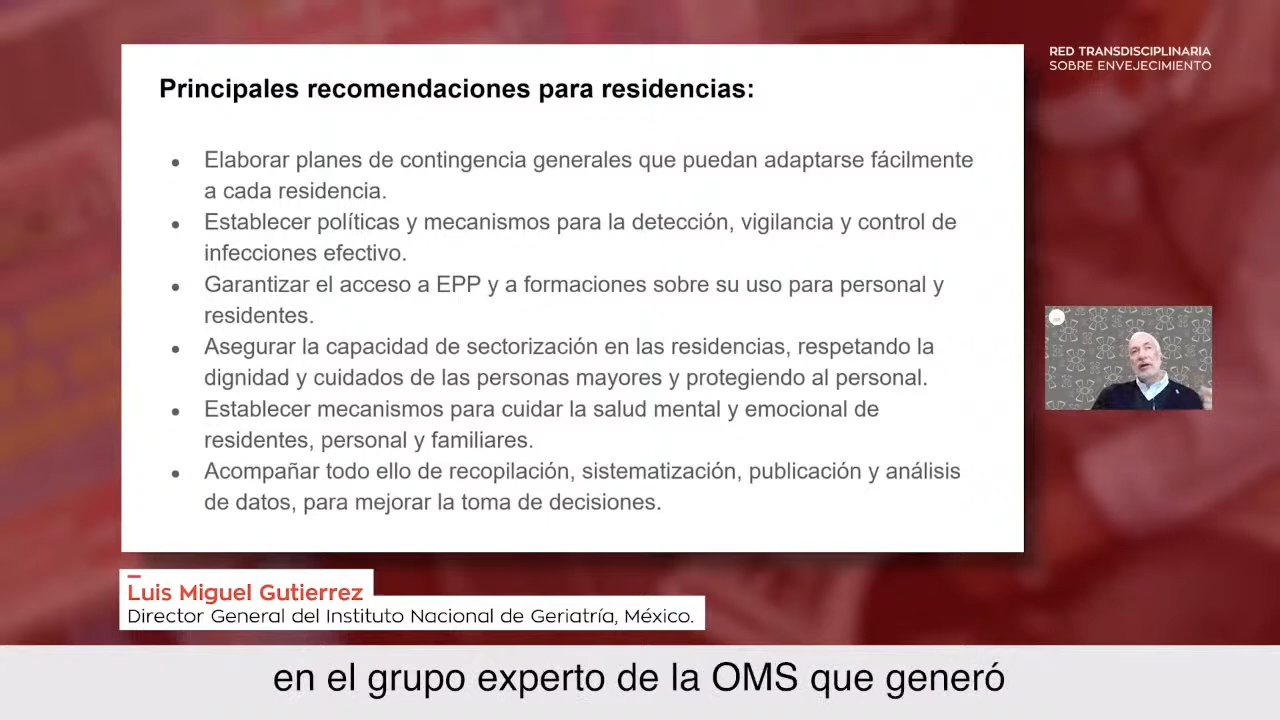 RED TRANSDISCIPLINARIA
SOBRE ENVEJECIMIENTO
Principales recomendaciones para residencias:
• Elaborar planes de contingencia generales que puedan adaptarse fácilmente
a cada residencia.
• Establecer políticas y mecanismos para la detección, vigilancia y control de
infecciones efectivo.
• Garantizar el acceso a EPP y a formaciones sobre su uso para personal y
residentes.
• Asegurar la capacidad de sectorización en las residencias, respetando la
dignidad y cuidados de las personas mayores y protegiendo al personal.
• Establecer mecanismos para cuidar la salud mental y emocional de
residentes, personal y familiares.
• Acompañar todo ello de recopilación, sistematización, publicación y análisis
de datos, para mejorar la toma de decisiones.
Luis Miguel Gutierrez
Director General del Instituto Nacional de Geriatría, México.
en el grupo experto de la OMS que generó